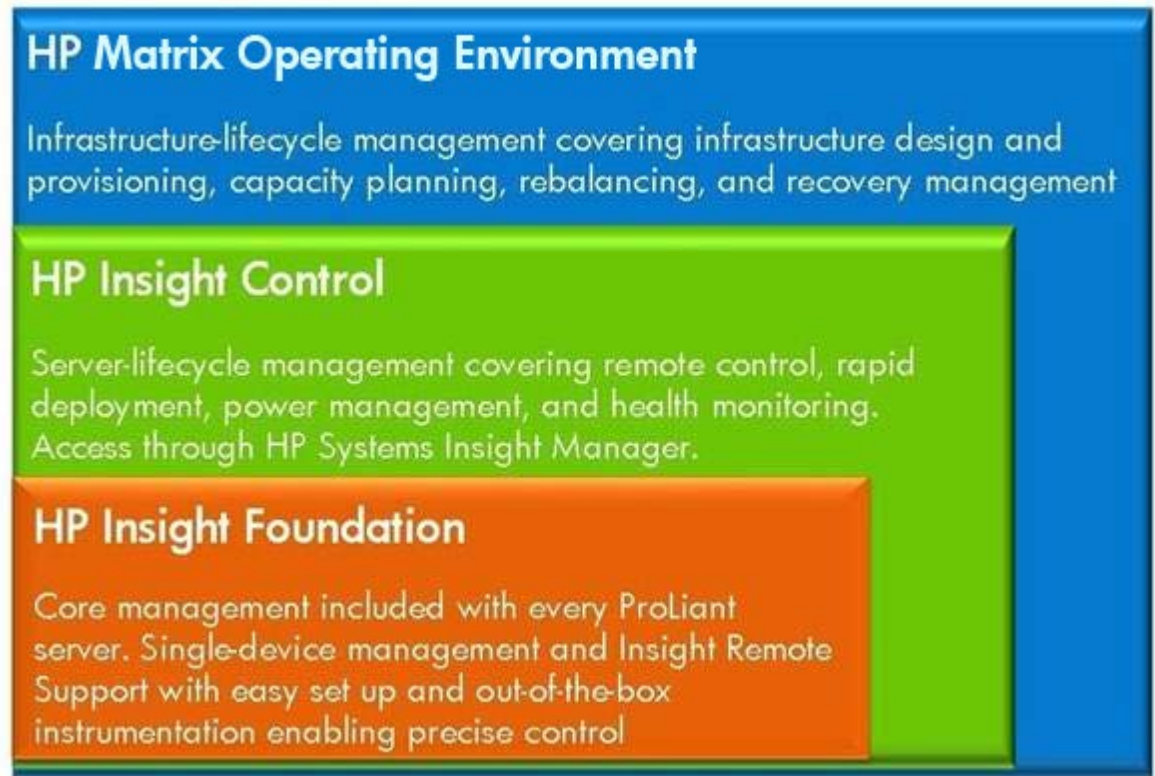 HP Matrix Operating Environment
Infrastructure-lifecycle management covering infrastructure design and
provisioning, capacity planning, rebalancing, and recovery management
HP Insight Control
Server-lifecycle management covering remote control, rapid
deployment, power management, and health monitoring.
Access through HP Systems Insight Manager.
HP Insight Foundation
Core management included with every ProLiant
server. Single-device management and Insight Remote
Support with easy set up and out-of-the-box
instrumentation enabling precise control